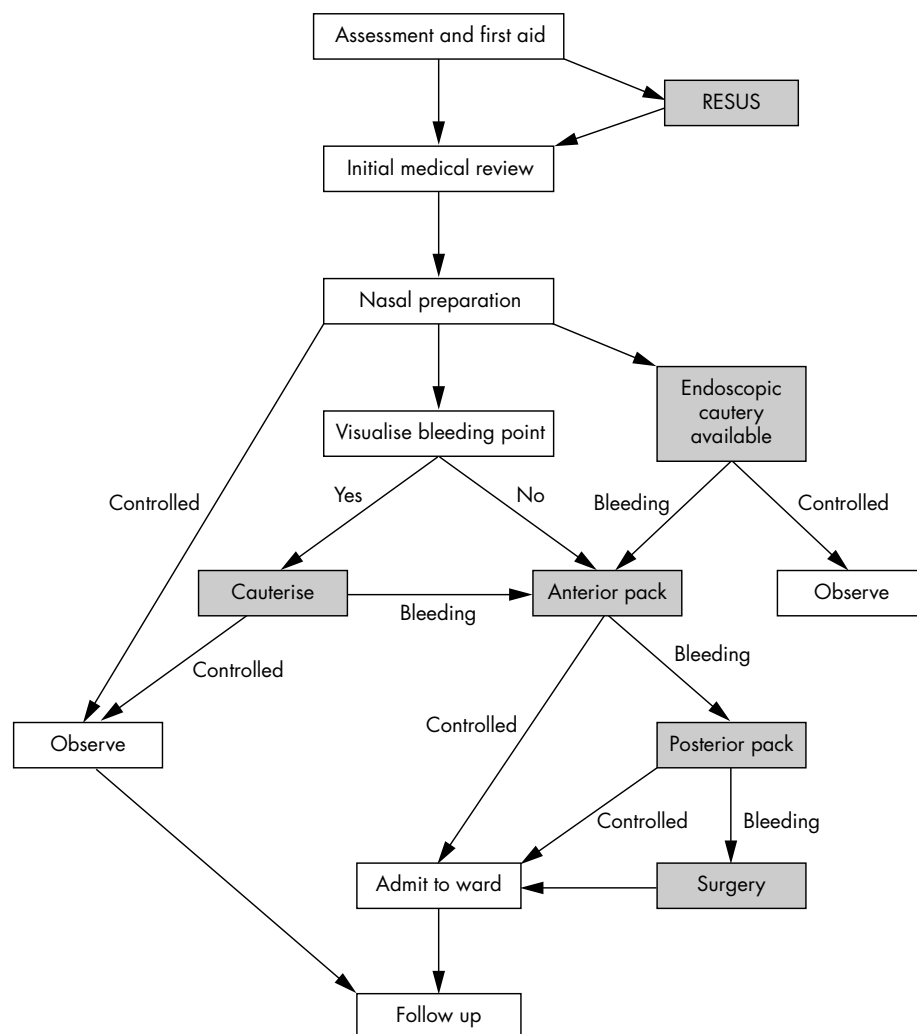 Assessment and first aid
RESUS
Initial medical review
Nasal preparation
Endoscopic
cautery
available
Visualise bleeding point
Controlled
Yes
No
Bleeding
Controlled
Cauterise
Bleeding
Anterior pack
Observe
Controlled
Bleeding
Controlled
Observe
Posterior pack
Controlled
Bleeding
Admit to ward
Surgery
Follow up